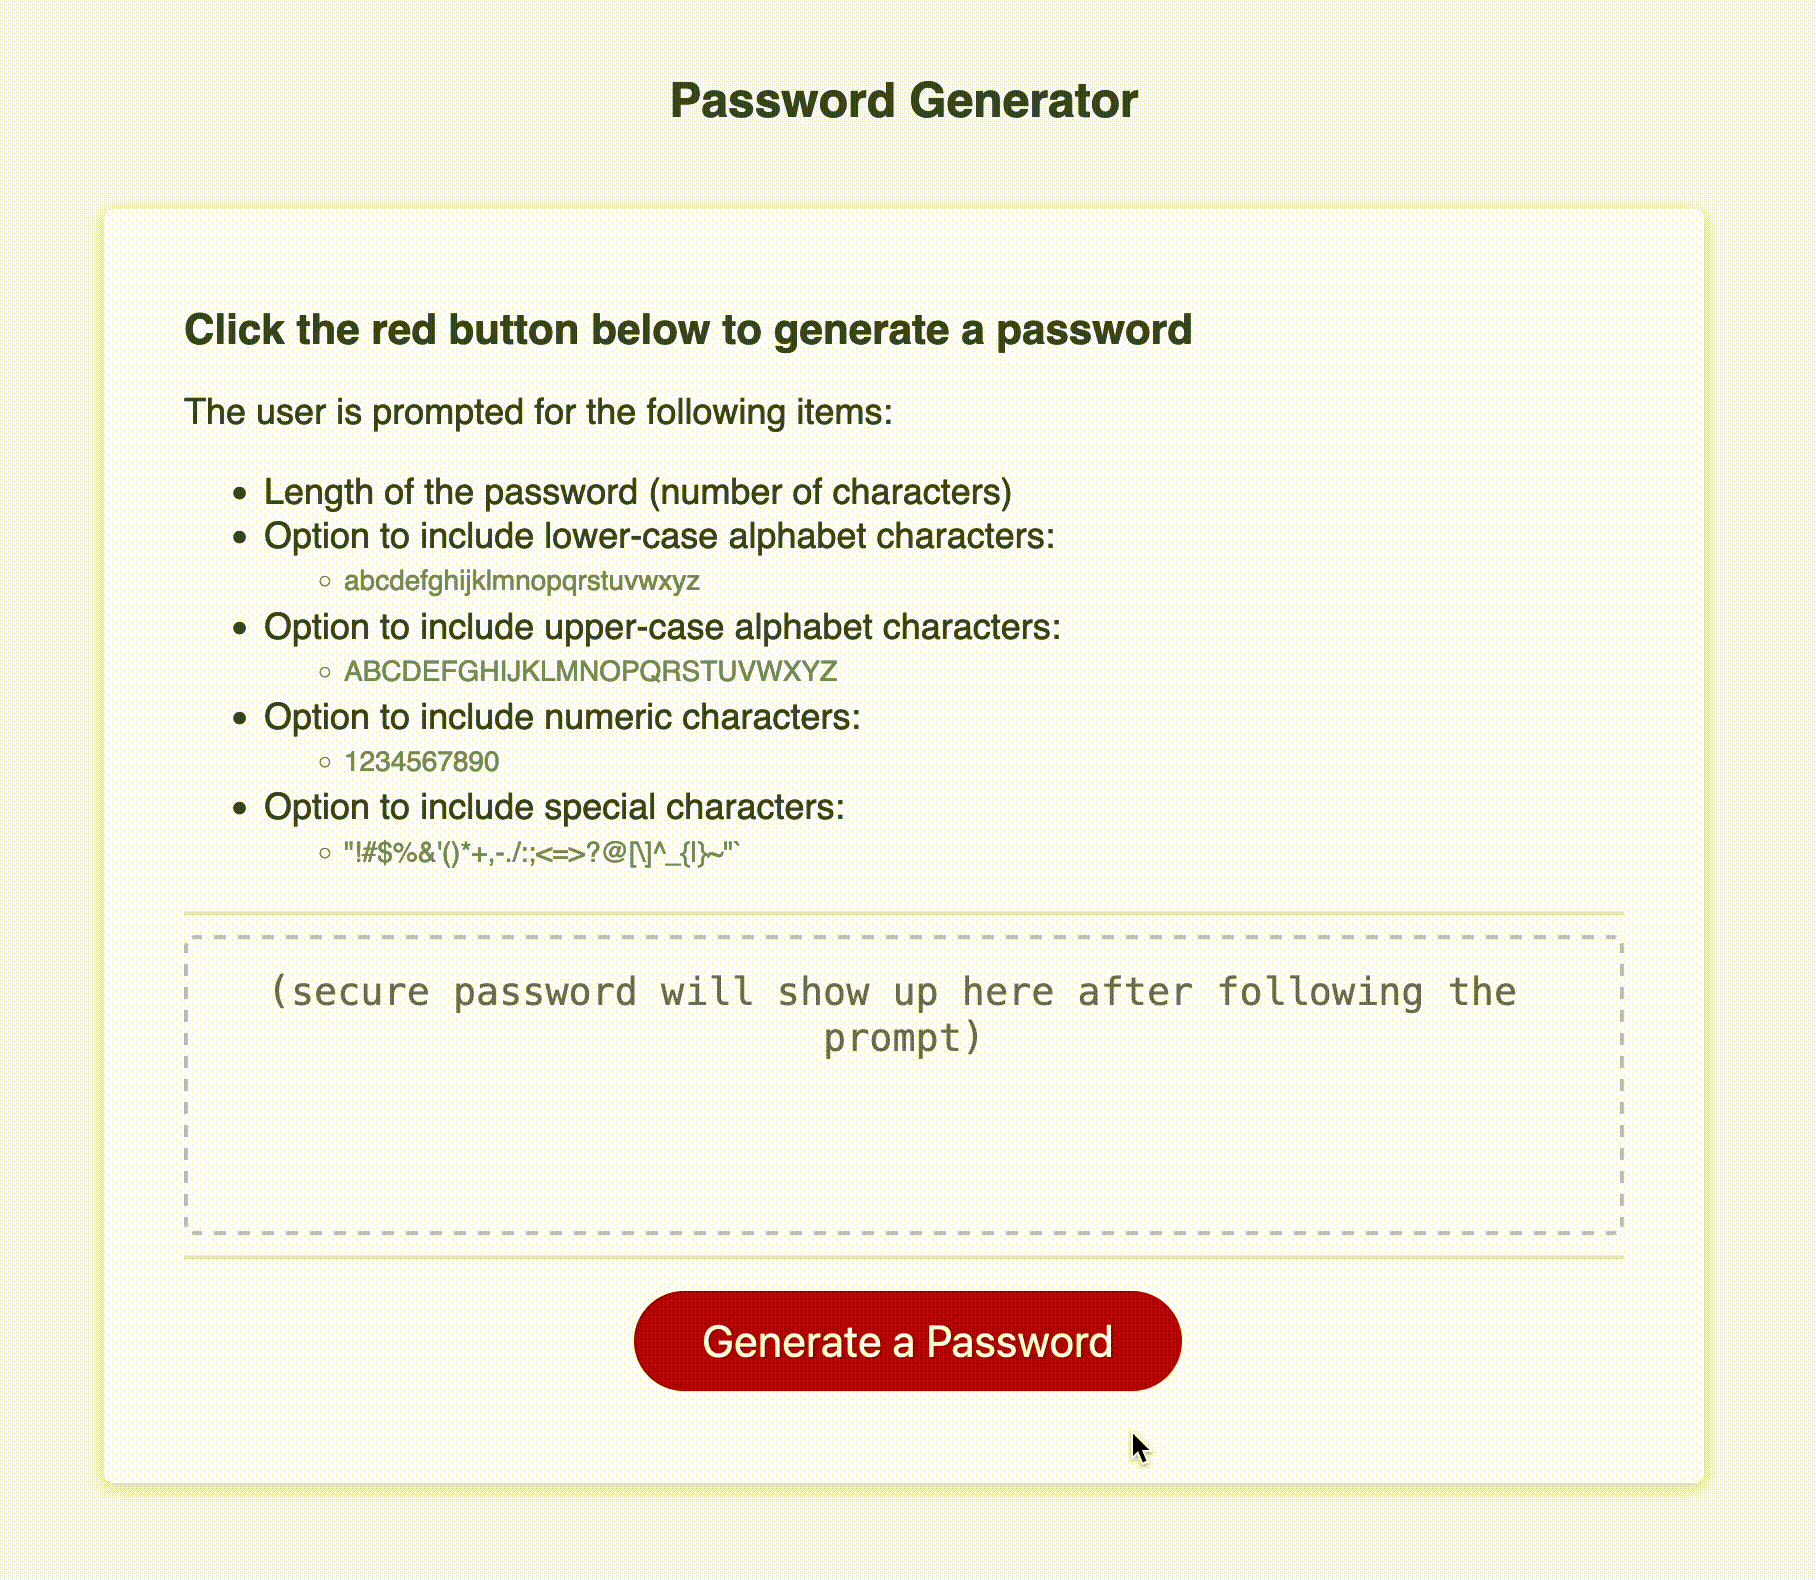 Password Generator
Click the red button below to generate a password
The user is prompted for the following items:
Length of the password (number of characters)
Option to include lower-case alphabet characters:
abcdefghijklmnopqrstuvwxyz
Option to include upper-case alphabet characters:
ABCDEFGHIJKLMNOPQRSTUVWXYZ
Option to include numeric characters:
1234567890
Option to include special characters:
"!#$%&'()*+,-./:;<=>?@[\]^_{|}~"`
(secure password will show up here after following the
prompt)
Generate a Password